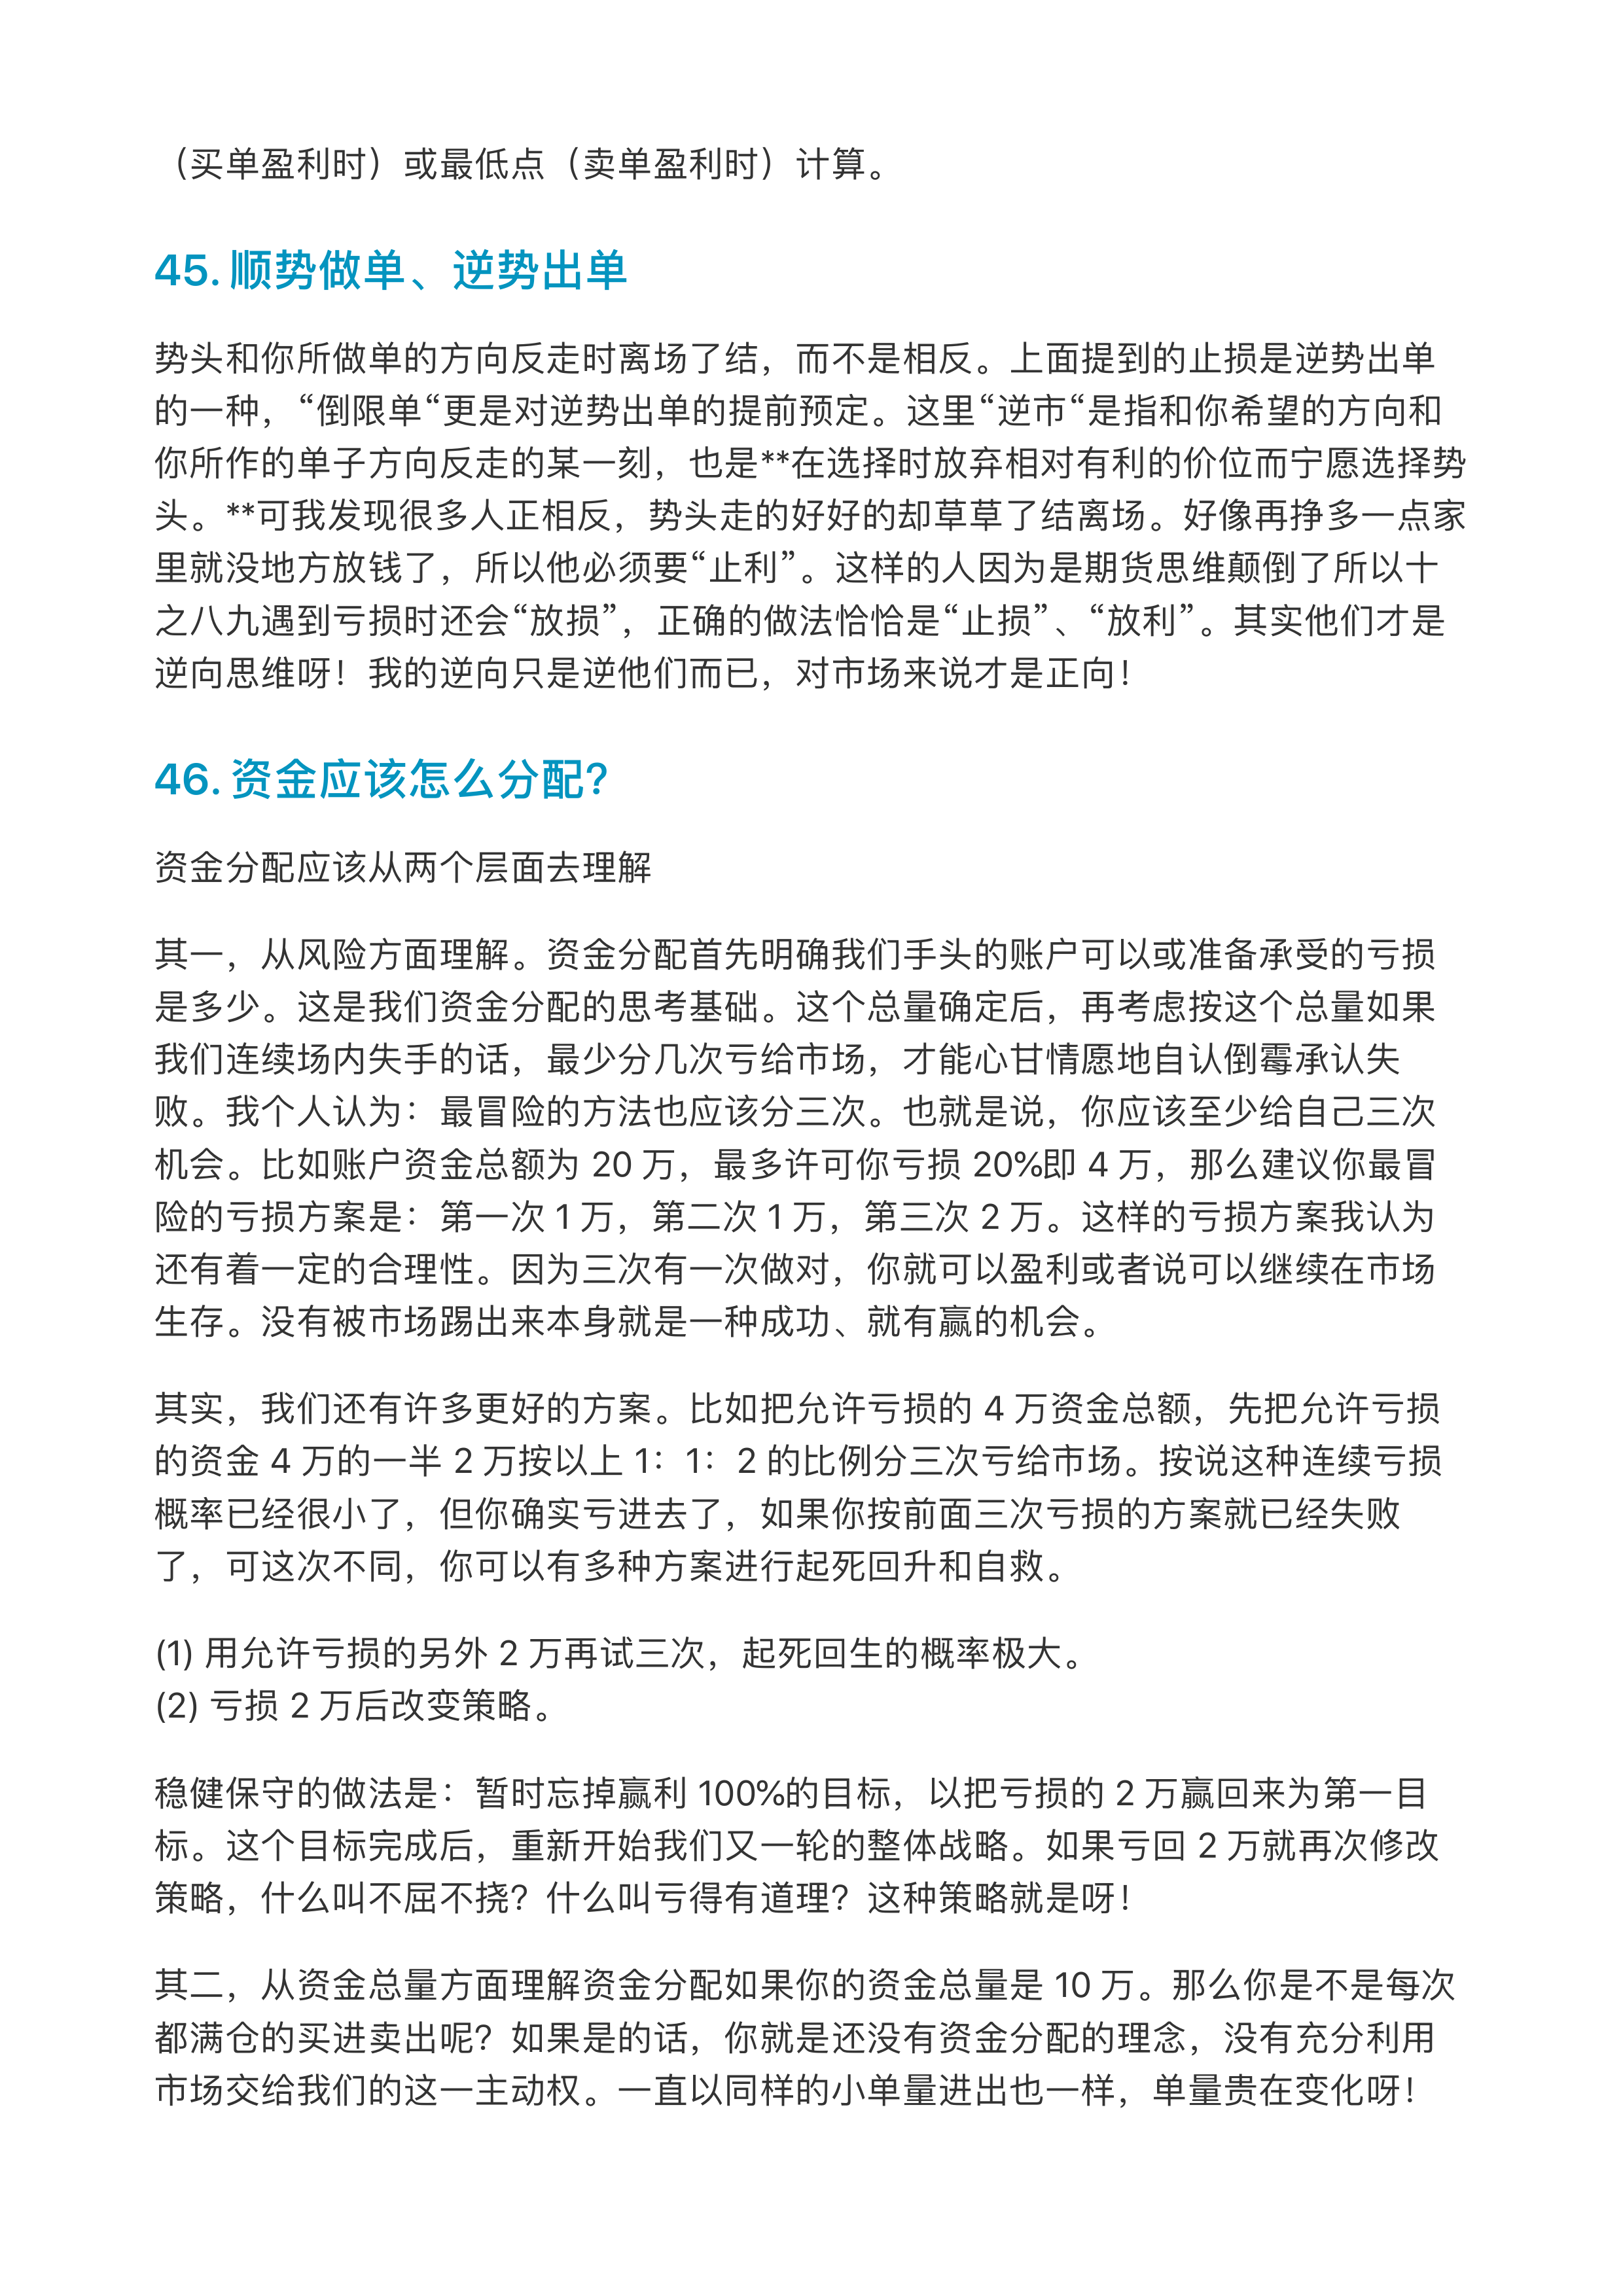 （买单盈利时）或最低点（卖单盈利时）计算。
45. 顺势做单、逆势出单
势头和你所做单的方向反走时离场了结，而不是相反。上面提到的止损是逆势出单
的一种，“倒限单“更是对逆势出单的提前预定。这里“逆市“是指和你希望的方向和
你所作的单子方向反走的某一刻，也是**在选择时放弃相对有利的价位而宁愿选择势
头。**可我发现很多人正相反，势头走的好好的却草草了结离场。好像再挣多一点家
里就没地方放钱了，所以他必须要“止利”。这样的人因为是期货思维颠倒了所以十
之八九遇到亏损时还会“放损”，正确的做法恰恰是“止损”、“放利”。其实他们才是
逆向思维呀！我的逆向只是逆他们而已，对市场来说才是正向！
46. 资金应该怎么分配？
资金分配应该从两个层面去理解
其一，从风险方面理解。资金分配首先明确我们手头的账户可以或准备承受的亏损
是多少。这是我们资金分配的思考基础。这个总量确定后，再考虑按这个总量如果
我们连续场内失手的话，最少分几次亏给市场，才能心甘情愿地自认倒霉承认失
败。我个人认为：最冒险的方法也应该分三次。也就是说，你应该至少给自己三次
机会。比如账户资金总额为 20 万，最多许可你亏损 20%即 4 万，那么建议你最冒
险的亏损方案是：第一次 1 万，第二次 1 万，第三次 2 万。这样的亏损方案我认为
还有着一定的合理性。因为三次有一次做对，你就可以盈利或者说可以继续在市场
生存。没有被市场踢出来本身就是一种成功、就有赢的机会。
其实，我们还有许多更好的方案。比如把允许亏损的 4 万资金总额，先把允许亏损
的资金 4 万的一半 2 万按以上 1：1：2 的比例分三次亏给市场。按说这种连续亏损
概率已经很小了，但你确实亏进去了，如果你按前面三次亏损的方案就已经失败
了，可这次不同，你可以有多种方案进行起死回升和自救。
(1) 用允许亏损的另外 2 万再试三次，起死回生的概率极大。
(2) 亏损 2 万后改变策略。
稳健保守的做法是：暂时忘掉赢利 100%的目标，以把亏损的 2 万赢回来为第一目
标。这个目标完成后，重新开始我们又一轮的整体战略。如果亏回 2 万就再次修改
策略，什么叫不屈不挠？什么叫亏得有道理？这种策略就是呀！
其二，从资金总量方面理解资金分配如果你的资金总量是 10 万。那么你是不是每次
都满仓的买进卖出呢？如果是的话，你就是还没有资金分配的理念，没有充分利用
市场交给我们的这一主动权。一直以同样的小单量进出也一样，单量贵在变化呀！